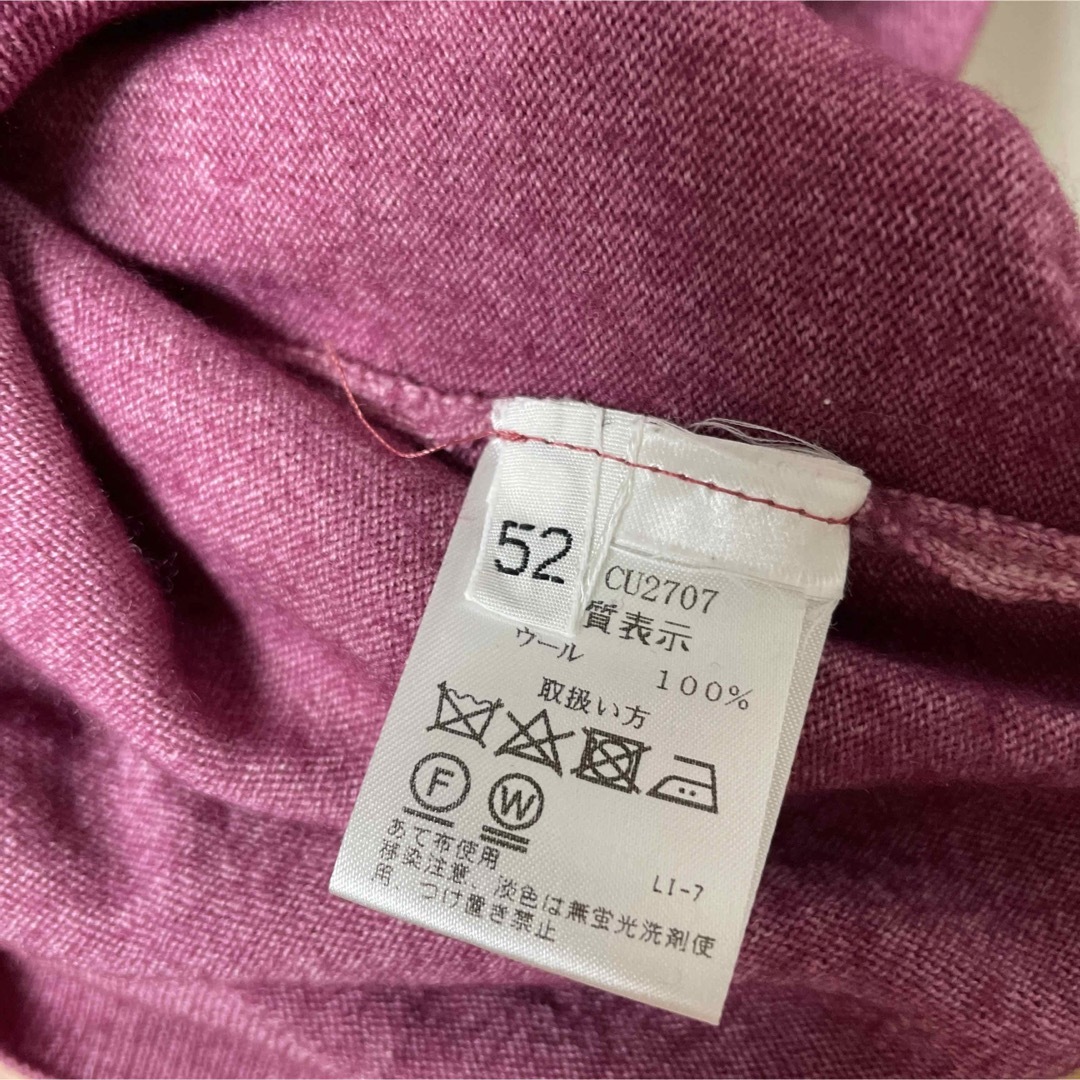 52
CU2707
質表示
ウール 100%
取扱い方
F W
あて布使用
移染注意、淡色は無蛍光洗剤使
用、つけ置き禁止
LI-7